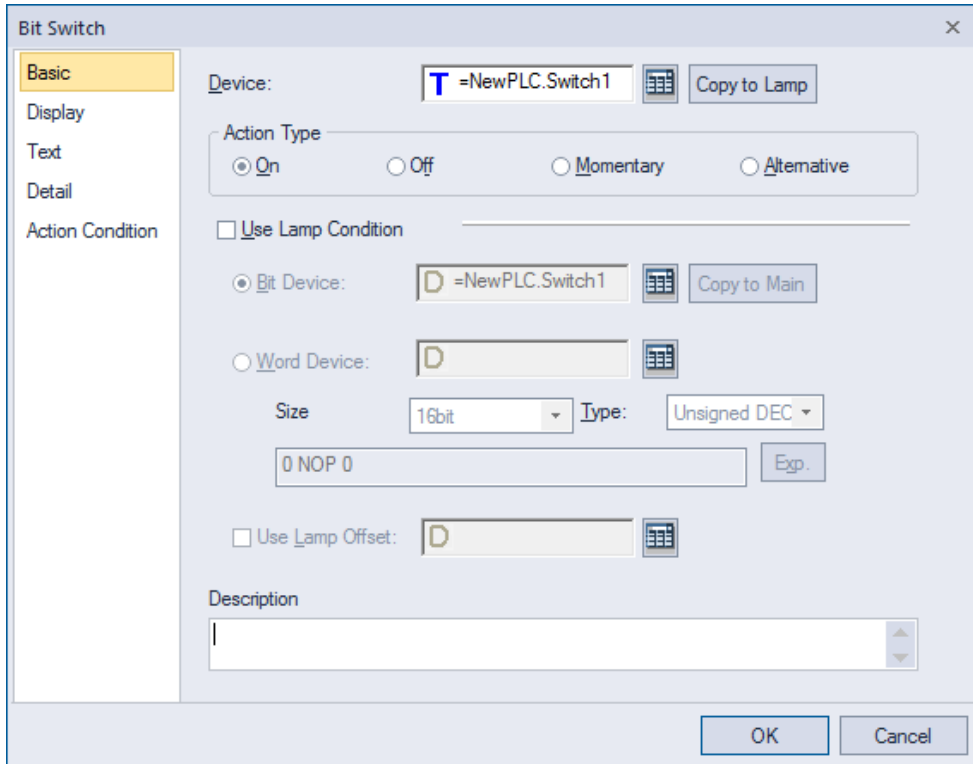 Bit Switch
Basic
Display
Text
Detail
Action Condition
Device: T =NewPLC.Switch1 Copy to Lamp
Action Type
On Off Momentary Alternative
Use Lamp Condition
Bit Device: D =NewPLC.Switch1 Copy to Main
Word Device: D
Size 16bit Type: Unsigned DEC
0 NOP 0 Exp.
Use Lamp Offset: D
Description
OK Cancel